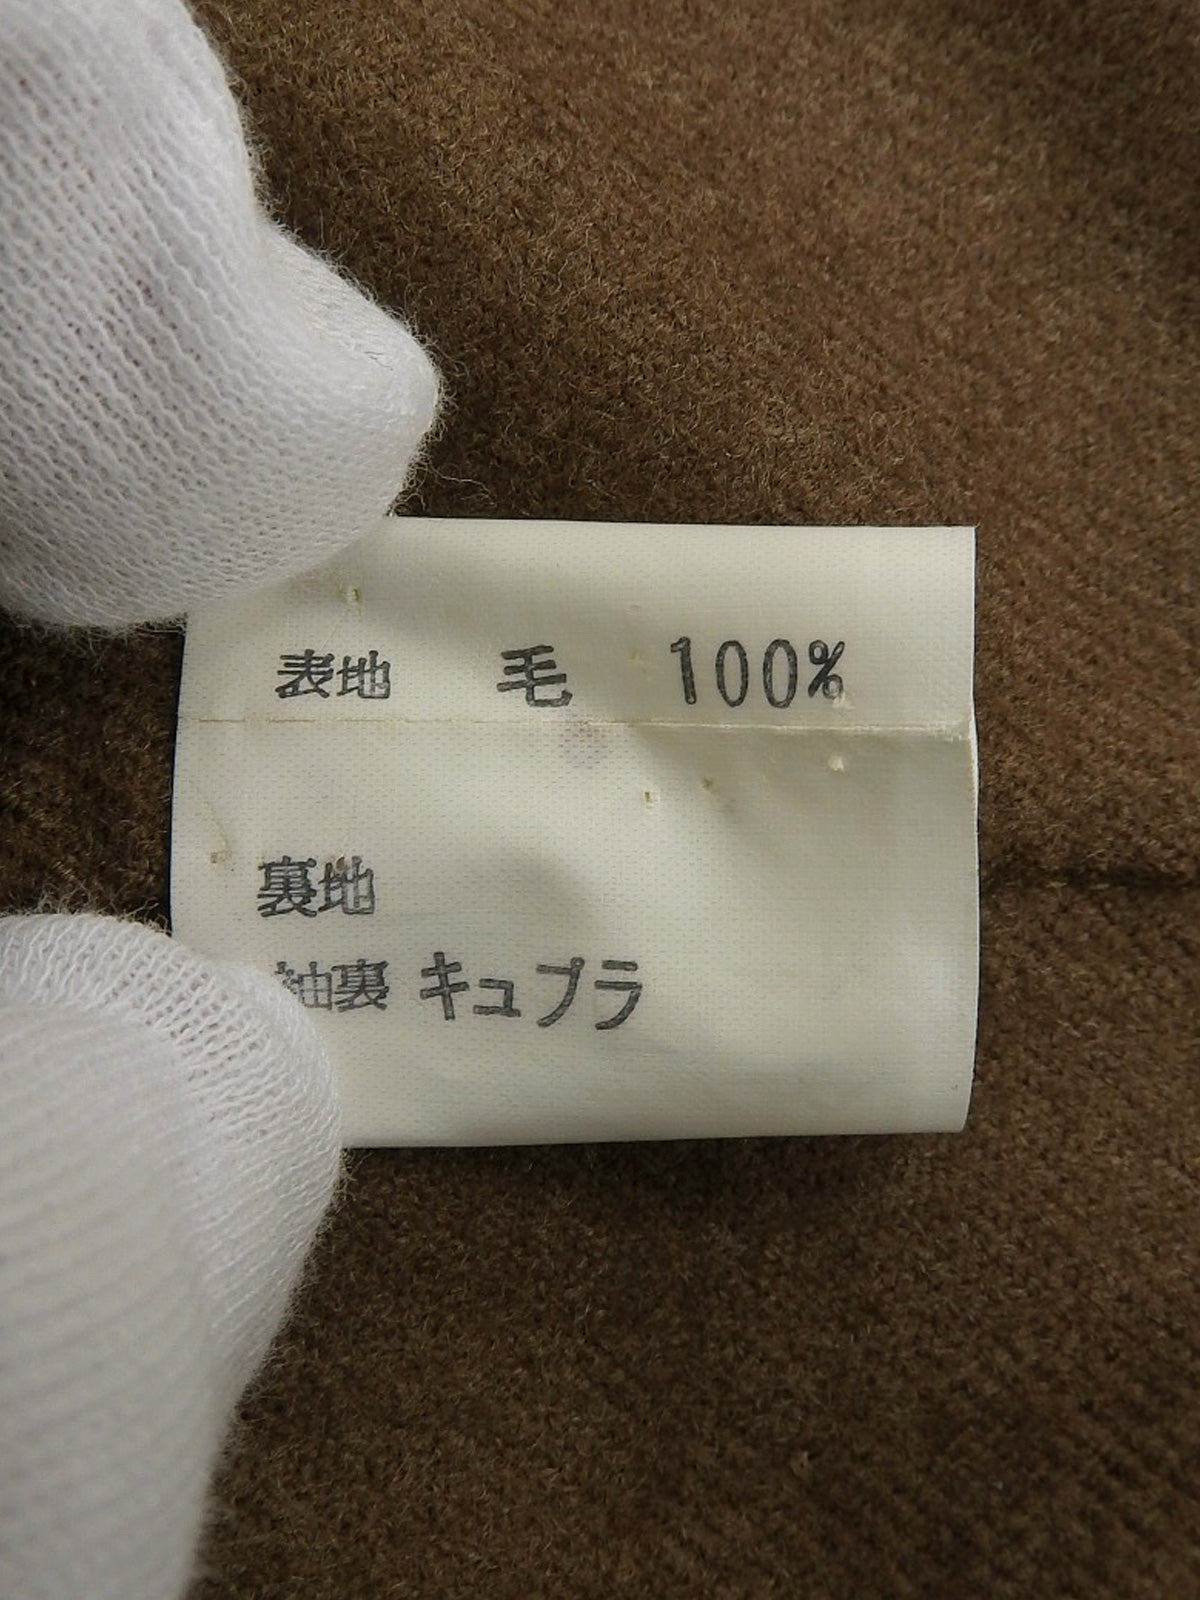 表地 毛 100%
裏地
袖裏 キュプラ